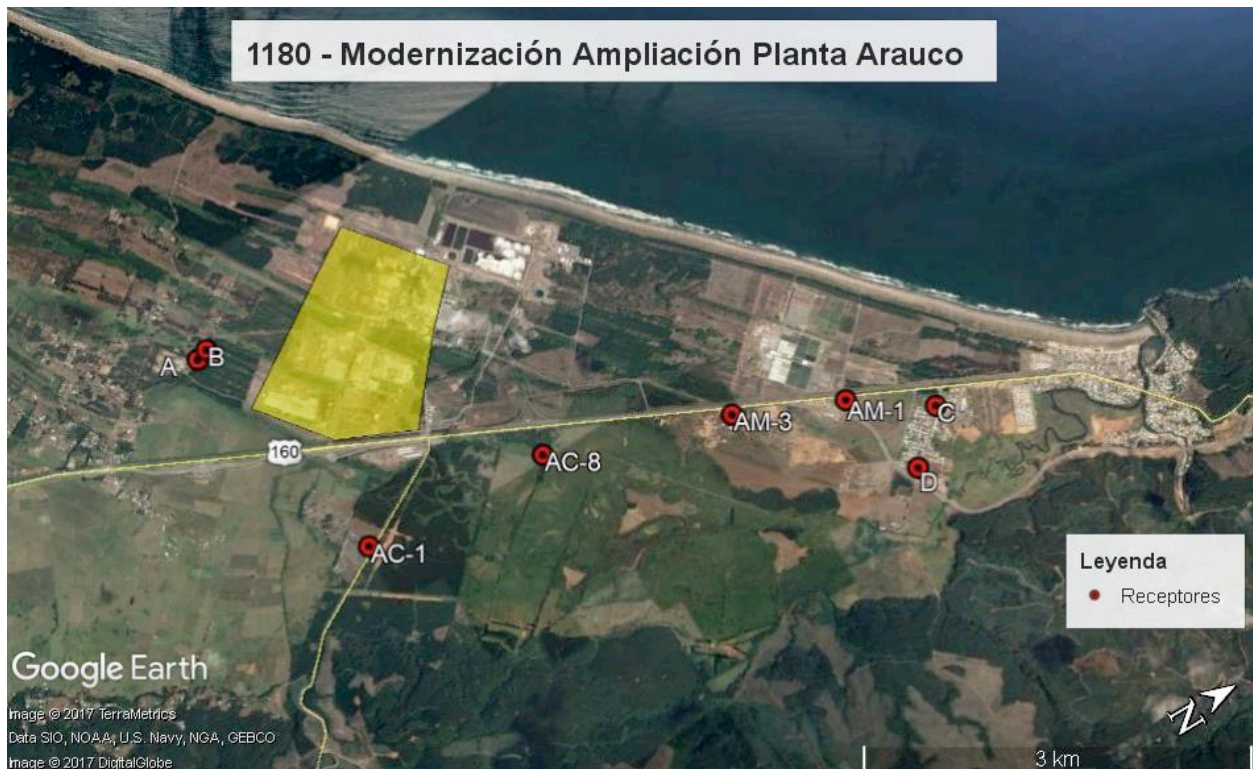 1180 - Modernización Ampliación Planta Arauco
A
B
160
AC-8
AC-1
AM-3
AM-1
C
D
Leyenda
Receptores
Google Earth
Image © 2017 TerraMetrics
Data SIO, NOAA, U.S. Navy, NGA, GEBCO
Image © 2017 DigitalGlobe
N
3 km